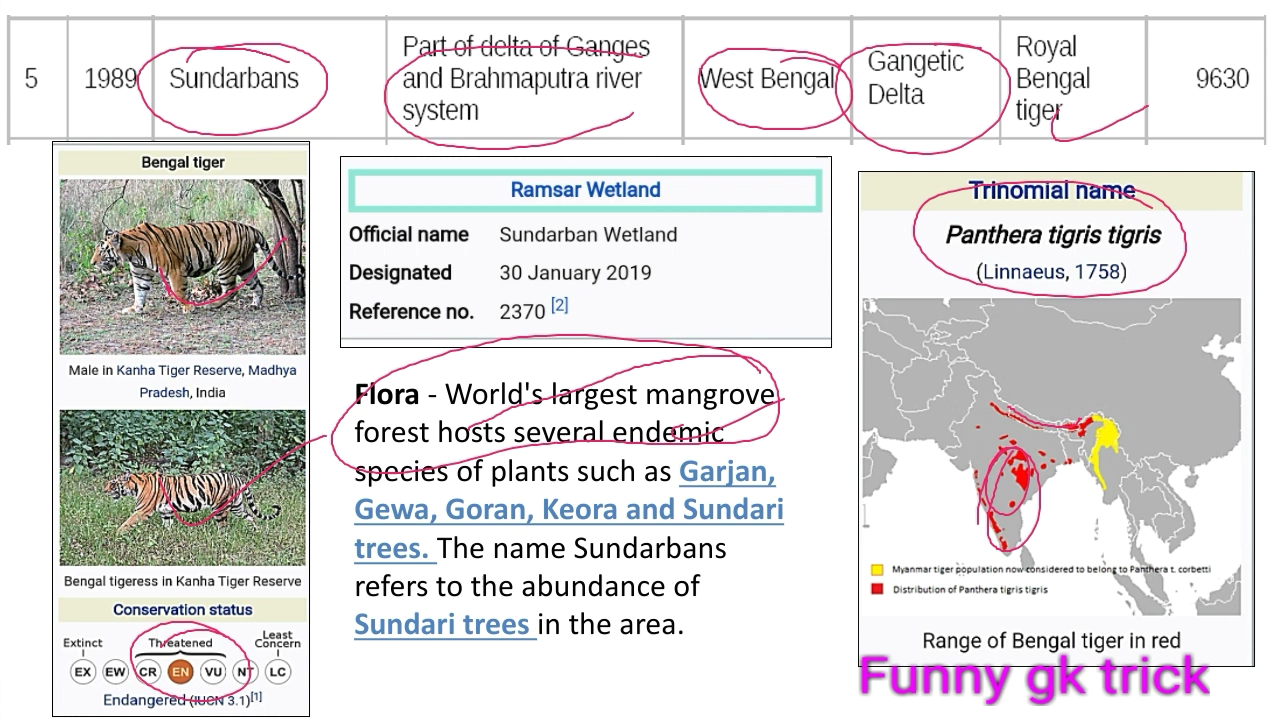 5 1989 Sundarbans Part of delta of Ganges and Brahmaputra river system West Bengal Gangetic Delta Royal Bengal tiger 9630
Bengal tiger
Male in Kanha Tiger Reserve, Madhya
Pradesh, India
Bengal tigeress in Kanha Tiger Reserve
Conservation status
Extinct Threatened Least Concern
EX EW CR EN VU NT LC
Endangered (IUCN 3.1)[1]
Ramsar Wetland
Official name Sundarban Wetland
Designated 30 January 2019
Reference no. 2370 [2]
Flora - World's largest mangrove
forest hosts several endemic
species of plants such as Garjan,
Gewa, Goran, Keora and Sundari
trees. The name Sundarbans
refers to the abundance of
Sundari trees in the area.
Trinomial name
Panthera tigris tigris
(Linnaeus, 1758)
Myanmar tiger population now considered to belong to Panthera t. corbetti
Distribution of Panthera tigris tigris
Range of Bengal tiger in red
Funny gk trick